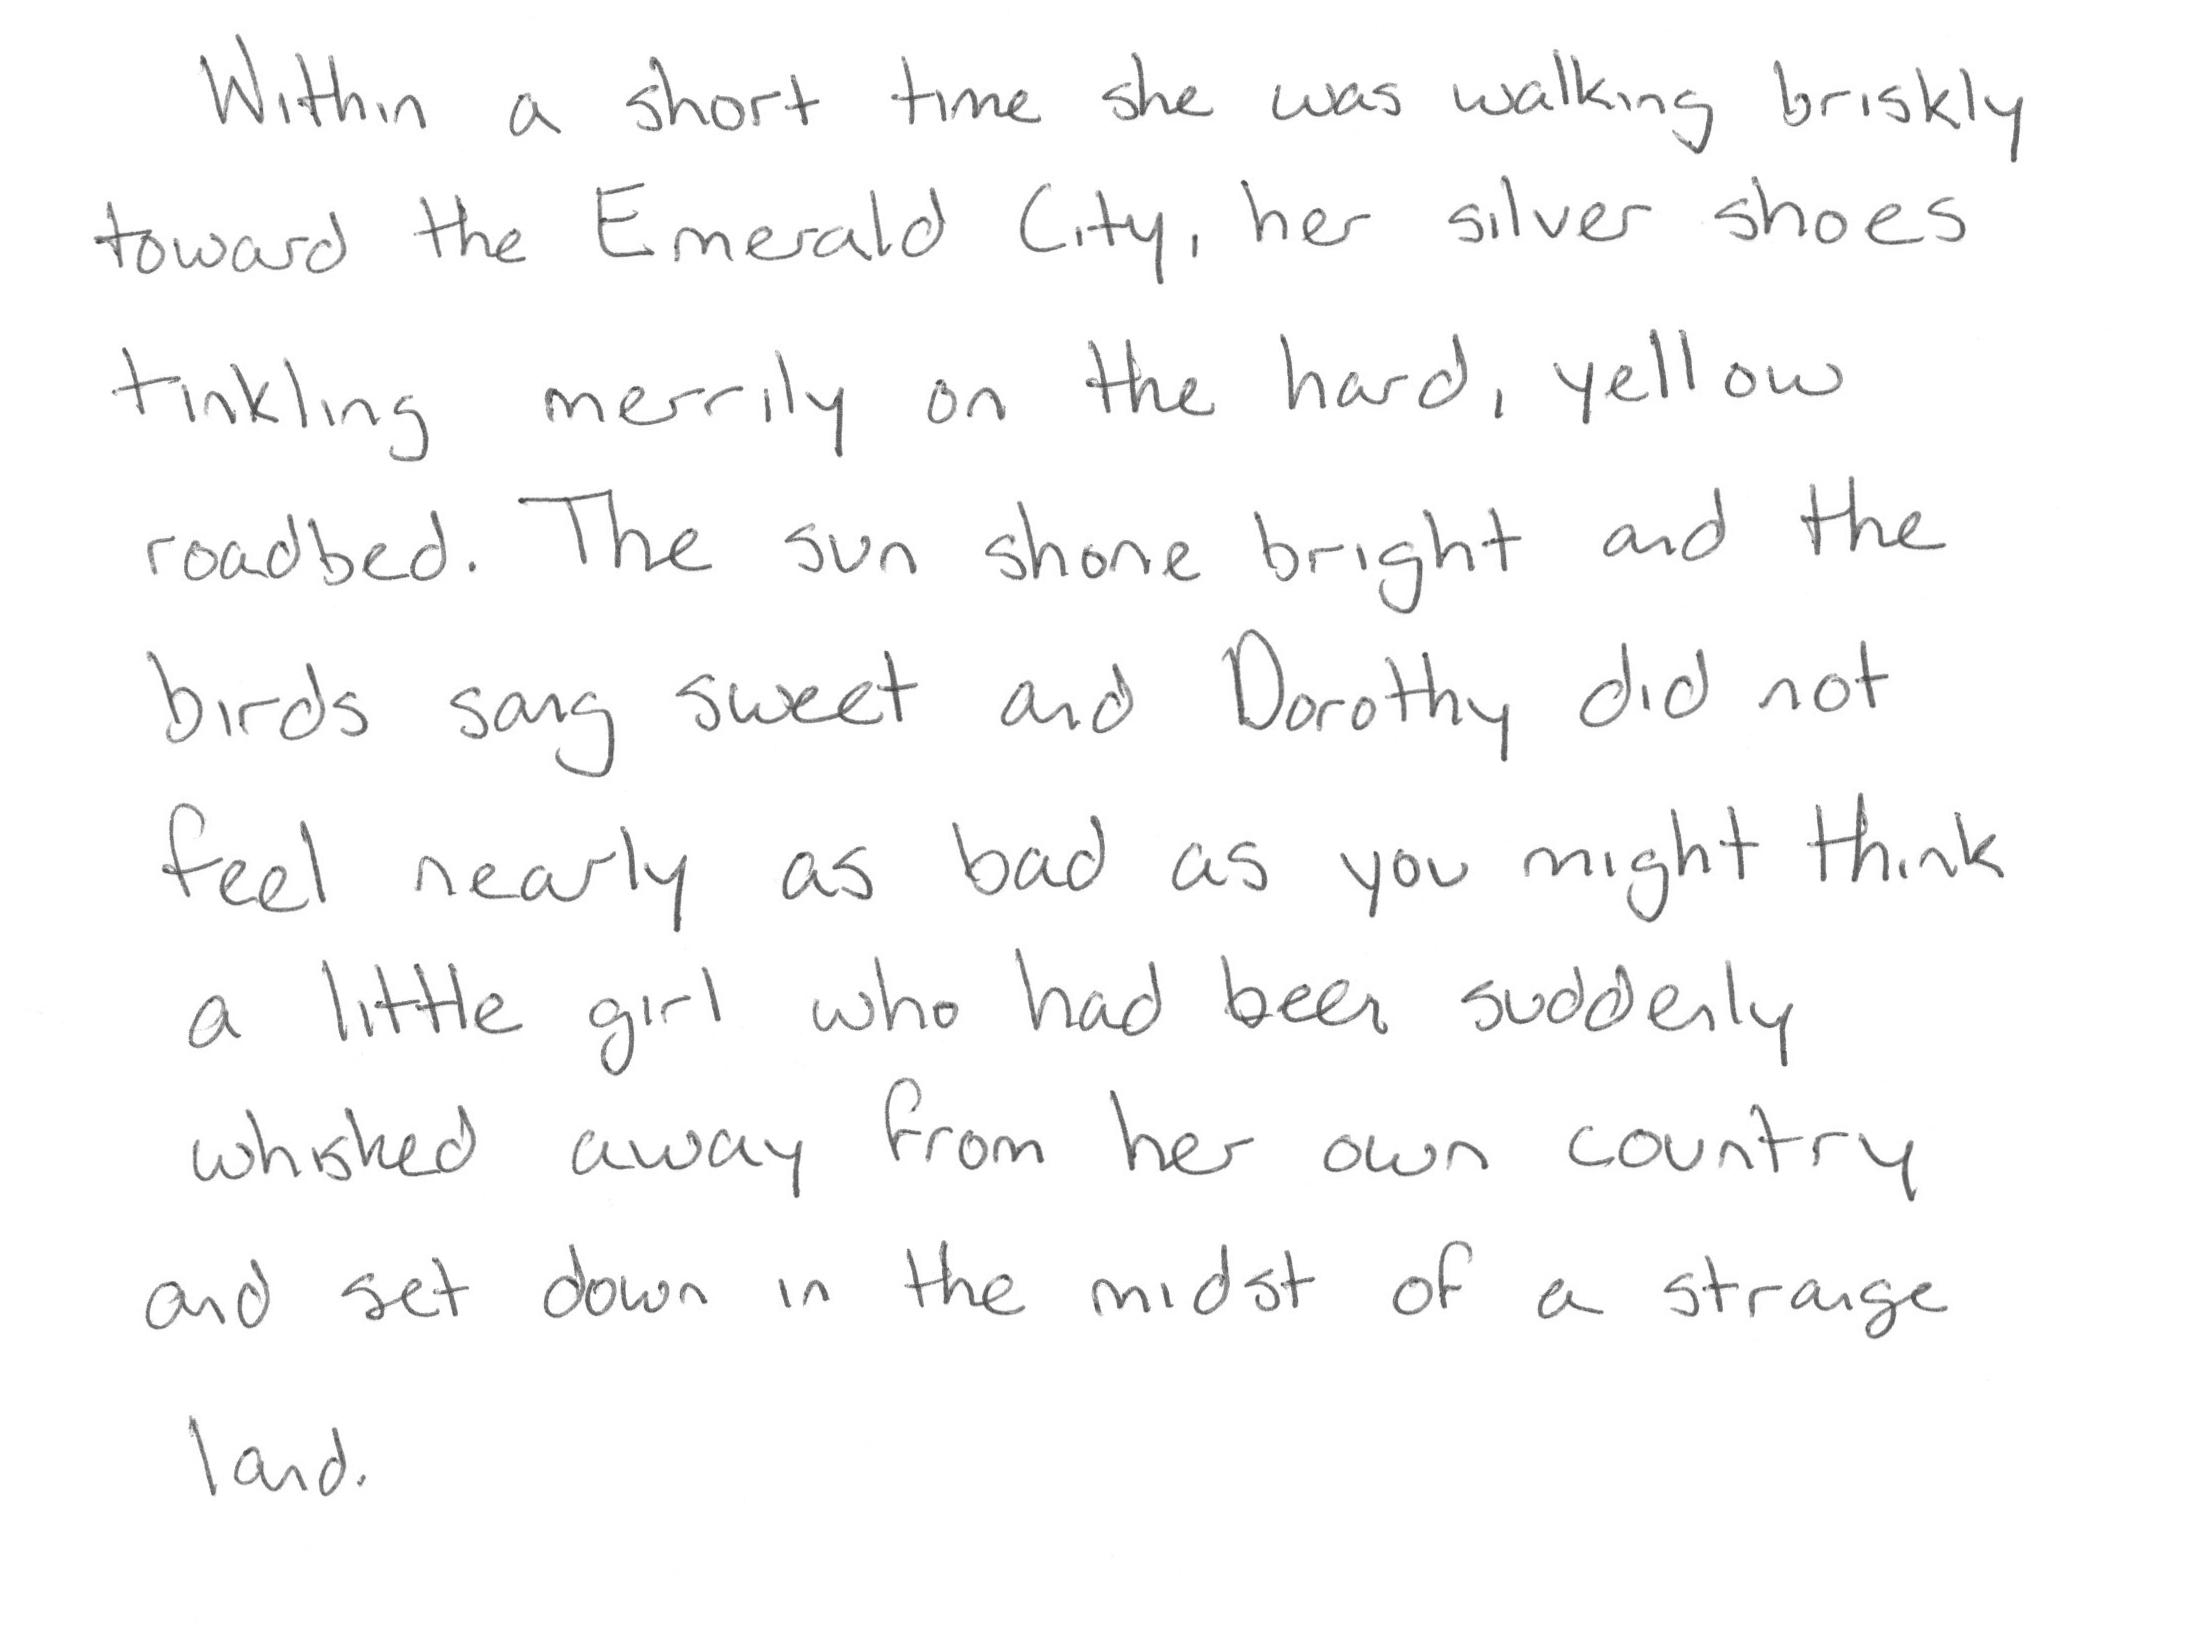 Within a short time she was walking briskly
toward the Emerald City, her silver shoes
tinkling merrily on the hard, yellow
roadbed. The sun shone bright and the
birds sang sweet and Dorothy did not
feel nearly as bad as you might think
a little girl who had been suddenly
whisked away from her own country
and set down in the midst of a strange
land.